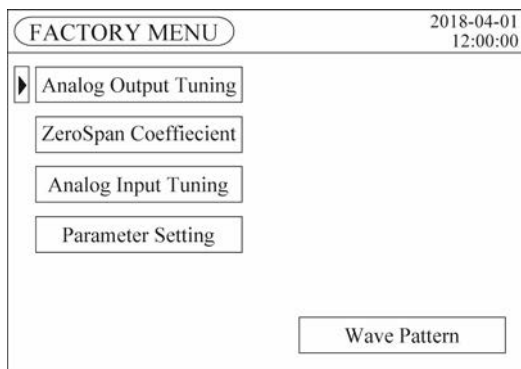 FACTORY MENU
2018-04-01
12:00:00
Analog Output Tuning
ZeroSpan Coeffiecient
Analog Input Tuning
Parameter Setting
Wave Pattern